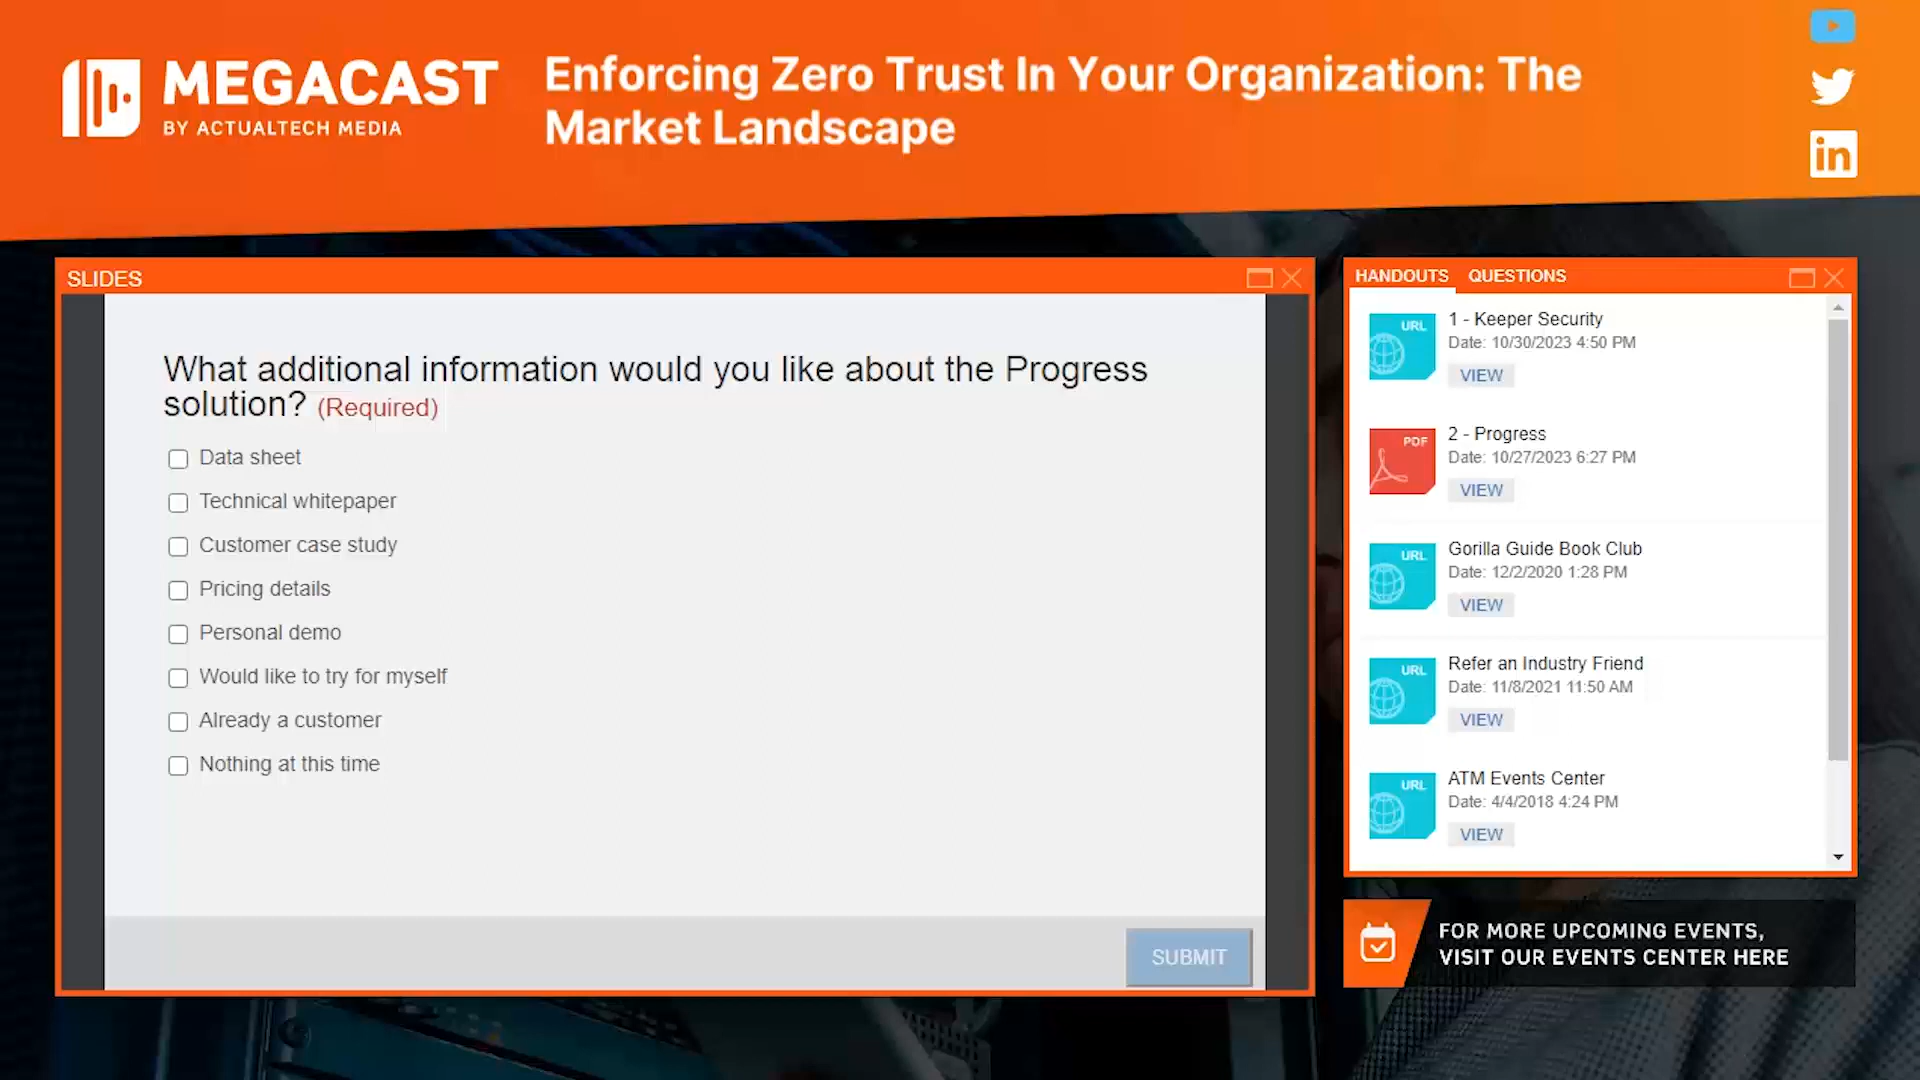 MEGACAST
BY ACTUALTECH MEDIA
Enforcing Zero Trust In Your Organization: The
Market Landscape
in
SLIDES
What additional information would you like about the Progress
solution? (Required)
Data sheet
Technical whitepaper
Customer case study
Pricing details
Personal demo
Would like to try for myself
Already a customer
Nothing at this time
SUBMIT
HANDOUTS QUESTIONS
URL
1 - Keeper Security
Date: 10/30/2023 4:50 PM
VIEW
PDF
2 - Progress
Date: 10/27/2023 6:27 PM
VIEW
URL
Gorilla Guide Book Club
Date: 12/2/2020 1:28 PM
VIEW
URL
Refer an Industry Friend
Date: 11/8/2021 11:50 AM
VIEW
URL
ATM Events Center
Date: 4/4/2018 4:24 PM
VIEW
FOR MORE UPCOMING EVENTS,
VISIT OUR EVENTS CENTER HERE